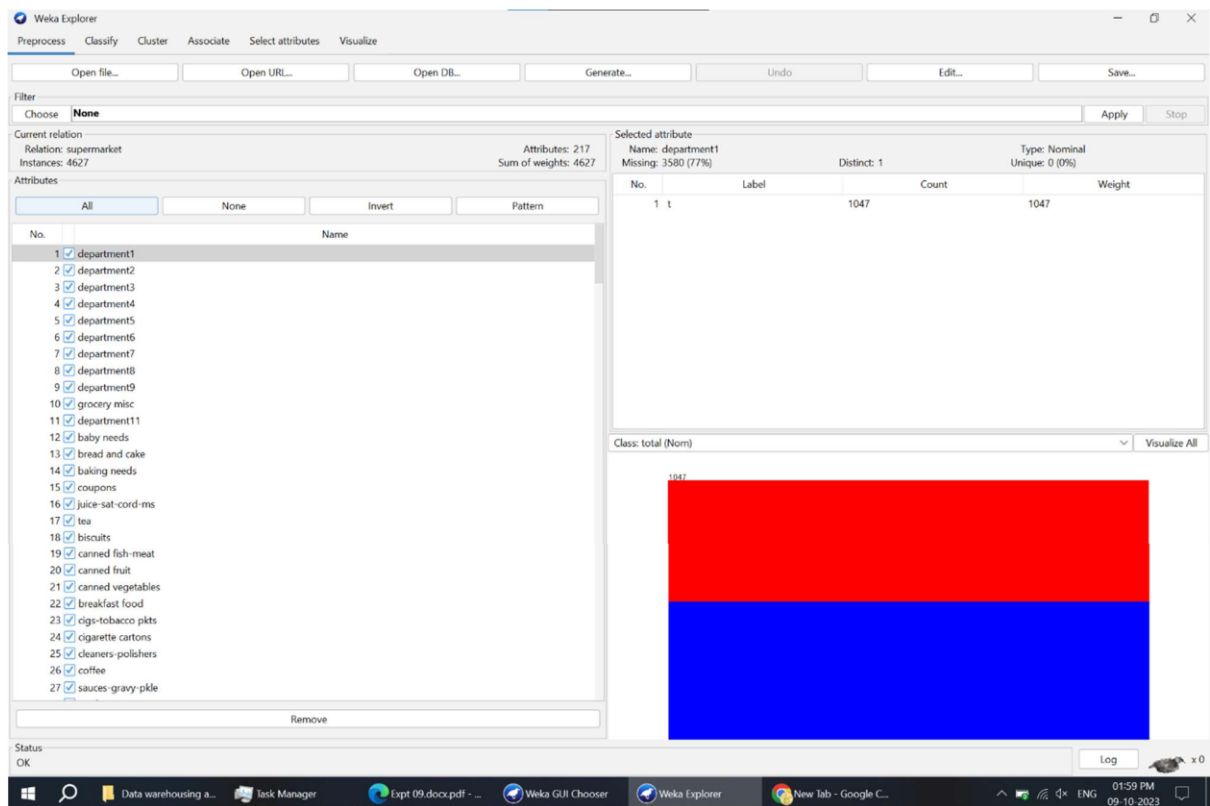 Weka Explorer
Preprocess Classify Cluster Associate Select attributes Visualize
Open file... Open URL... Open DB... Generate... Undo Edit... Save...
Filter
Choose None Apply Stop
Current relation
Relation: supermarket Attributes: 217
Instances: 4627 Sum of weights: 4627
Selected attribute
Name: department1 Type: Nominal
Missing: 3580 (77%) Distinct: 1 Unique: 0 (0%)
Attributes
All None Invert Pattern
No. Name
1 department1
2 department2
3 department3
4 department4
5 department5
6 department6
7 department7
8 department8
9 department9
10 grocery misc
11 department11
12 baby needs
13 bread and cake
14 baking needs
15 coupons
16 juice-sat-cord-ms
17 tea
18 biscuits
19 canned fish-meat
20 canned fruit
21 canned vegetables
22 breakfast food
23 cigs-tobacco pkts
24 cigarette cartons
25 cleaners-polishers
26 coffee
27 sauces-gravy-pkle
Remove
No. Label Count Weight
1 t 1047 1047
Class: total (Nom) Visualize All
1047
Status
OK Log x 0
Data warehousing a... Task Manager Expt 09.docx.pdf - ... Weka GUI Chooser Weka Explorer New Tab - Google C... ENG 01:59 PM
09-10-2023